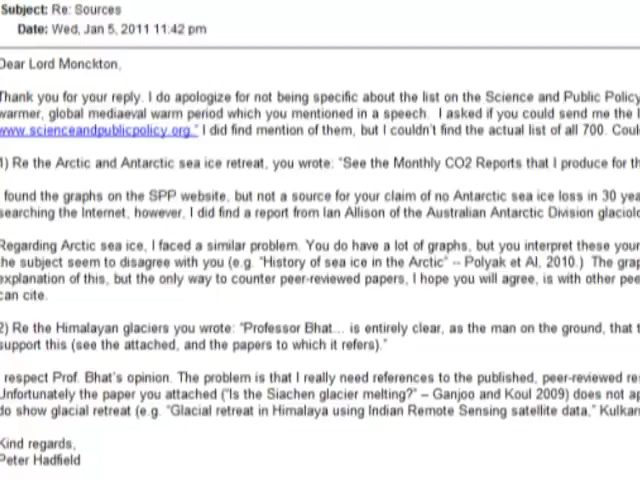 Subject: Re: Sources
Date: Wed, Jan 5, 2011 11:42 pm
Dear Lord Monckton,
Thank you for your reply. I do apologize for not being specific about the list on the Science and Public Policy
warmer, global mediaeval warm period which you mentioned in a speech. I asked if you could send me the
www.scienceandpublicpolicy.org." I did find mention of them, but I couldn't find the actual list of all 700. Coul
1) Re the Arctic and Antarctic sea ice retreat, you wrote: "See the Monthly CO2 Reports that I produce for th
found the graphs on the SPP website, but not a source for your claim of no Antarctic sea ice loss in 30 yea
searching the Internet, however, I did find a report from Ian Allison of the Australian Antarctic Division glaciol
Regarding Arctic sea ice, I faced a similar problem. You do have a lot of graphs, but you interpret these your
the subject seem to disagree with you (e.g. "History of sea ice in the Arctic" – Polyak et Al, 2010.) The grap
explanation of this, but the only way to counter peer-reviewed papers, I hope you will agree, is with other pee
can cite.
2) Re the Himalayan glaciers you wrote: "Professor Bhat... is entirely clear, as the man on the ground, that t
support this (see the attached, and the papers to which it refers)."
respect Prof. Bhat's opinion. The problem is that I really need references to the published, peer-reviewed re
Unfortunately the paper you attached ("Is the Siachen glacier melting?" – Ganjoo and Koul 2009) does not ap
do show glacial retreat (e.g. "Glacial retreat in Himalaya using Indian Remote Sensing satellite data," Kulkarn
Kind regards,
Peter Hadfield